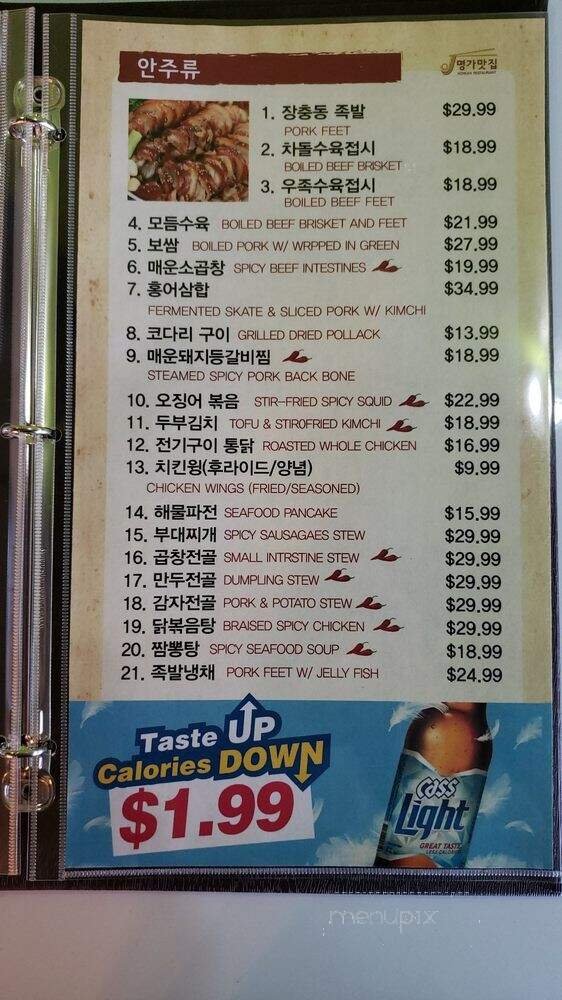 안주류
명가맛집
KOREAN RESTAURANT
1. 장충동 족발 $29.99
PORK FEET
2. 차돌수육접시 $18.99
BOILED BEEF BRISKET
3. 우족수육접시 $18.99
BOILED BEEF FEET
4. 모듬수육 BOILED BEEF BRISKET AND FEET $21.99
5. 보쌈 BOILED PORK W/ WRPPED IN GREEN $27.99
6. 매운소곱창 SPICY BEEF INTESTINES $19.99
7. 홍어삼합 $34.99
FERMENTED SKATE & SLICED PORK W/ KIMCHI
8. 코다리 구이 GRILLED DRIED POLLACK $13.99
9. 매운돼지등갈비찜 $18.99
STEAMED SPICY PORK BACK BONE
10. 오징어 볶음 STIR-FRIED SPICY SQUID $22.99
11. 두부김치 TOFU & STIR0FRIED KIMCHI $18.99
12. 전기구이 통닭 ROASTED WHOLE CHICKEN $16.99
13. 치킨윙(후라이드/양념) $9.99
CHICKEN WINGS (FRIED/SEASONED)
14. 해물파전 SEAFOOD PANCAKE $15.99
15. 부대찌개 SPICY SAUSAGAES STEW $29.99
16. 곱창전골 SMALL INTRSTINE STEW $29.99
17. 만두전골 DUMPLING STEW $29.99
18. 감자전골 PORK & POTATO STEW $29.99
19. 닭볶음탕 BRAISED SPICY CHICKEN $29.99
20. 짬뽕탕 SPICY SEAFOOD SOUP $18.99
21. 족발냉채 PORK FEET W/ JELLY FISH $24.99
Taste UP
Calories DOWN
$1.99
Cass
Light
GREAT TASTE
LESS CALORIES
menupix